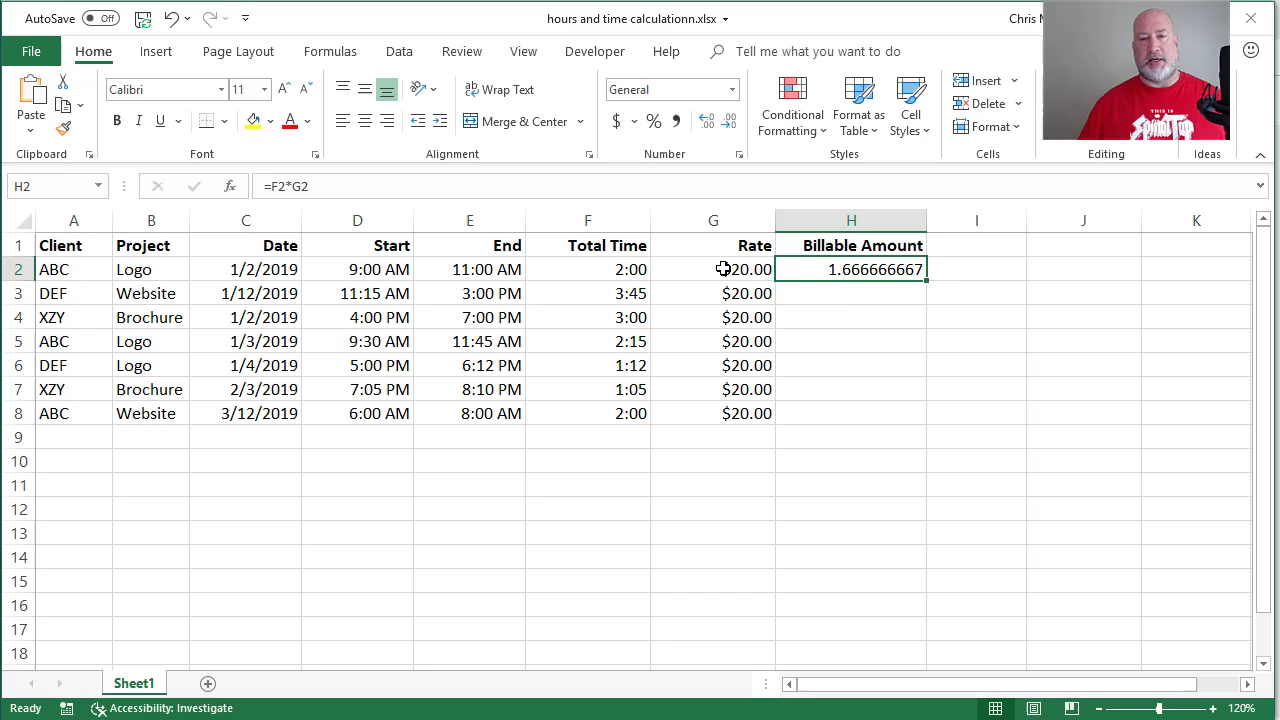 AutoSave Off hours and time calculationn.xlsx Chris M
File Home Insert Page Layout Formulas Data Review View Developer Help Tell me what you want to do
Paste Calibri 11 A A Wrap Text General Conditional Formatting Format as Table Cell Styles Insert
B I U A Merge & Center $ % , Delete
Format
Clipboard Font Alignment Number Styles Cells Editing Ideas
THIS IS
Spinal Tap
H2 fx =F2*G2
A B C D E F G H I J K
1 Client Project Date Start End Total Time Rate Billable Amount
2 ABC Logo 1/2/2019 9:00 AM 11:00 AM 2:00 $20.00 1.666666667
3 DEF Website 1/12/2019 11:15 AM 3:00 PM 3:45 $20.00
4 XZY Brochure 1/2/2019 4:00 PM 7:00 PM 3:00 $20.00
5 ABC Logo 1/3/2019 9:30 AM 11:45 AM 2:15 $20.00
6 DEF Logo 1/4/2019 5:00 PM 6:12 PM 1:12 $20.00
7 XZY Brochure 2/3/2019 7:05 PM 8:10 PM 1:05 $20.00
8 ABC Website 3/12/2019 6:00 AM 8:00 AM 2:00 $20.00
9
10
11
12
13
14
15
16
17
18
Sheet1
Ready Accessibility: Investigate 120%